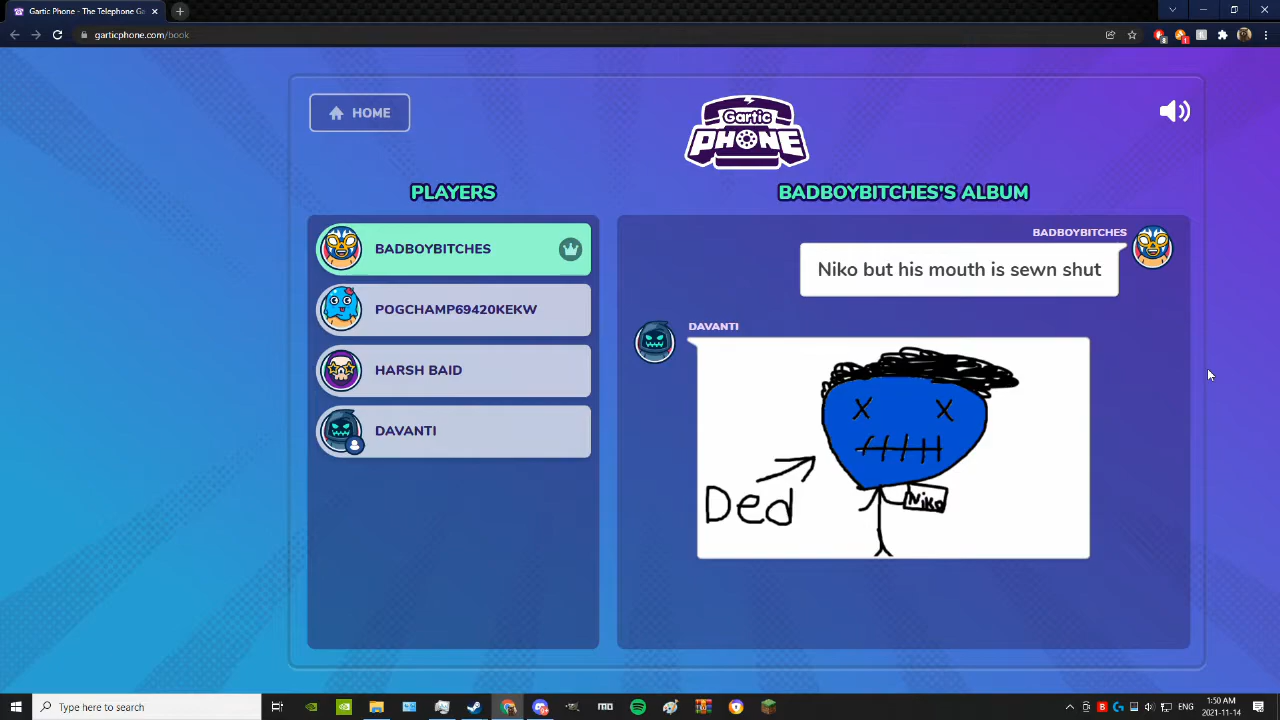 Gartic Phone - The Telephone Ga
garticphone.com/book
HOME
Gartic
PHONE
PLAYERS
BADBOYBITCHES
POGCHAMP69420KEKW
HARSH BAID
DAVANTI
BADBOYBITCHES'S ALBUM
BADBOYBITCHES
Niko but his mouth is sewn shut
DAVANTI
Ded
Niko
Type here to search
ENG
1:50 AM
2021-11-14